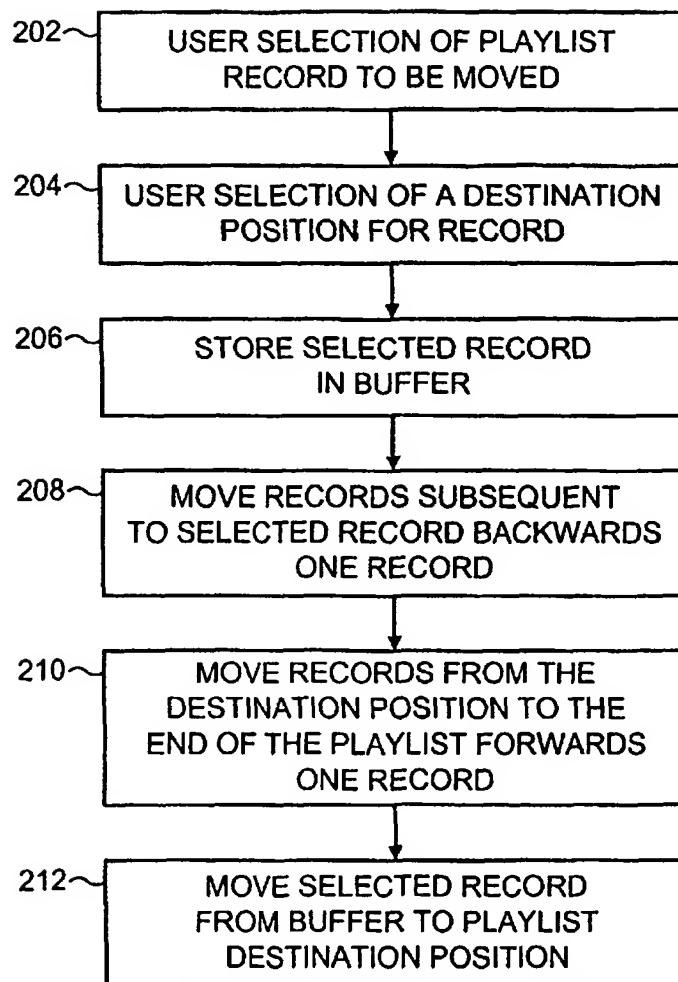 202
USER SELECTION OF PLAYLIST
RECORD TO BE MOVED
204
USER SELECTION OF A DESTINATION
POSITION FOR RECORD
206
STORE SELECTED RECORD
IN BUFFER
208
MOVE RECORDS SUBSEQUENT
TO SELECTED RECORD BACKWARDS
ONE RECORD
210
MOVE RECORDS FROM THE
DESTINATION POSITION TO THE
END OF THE PLAYLIST FORWARDS
ONE RECORD
212
MOVE SELECTED RECORD
FROM BUFFER TO PLAYLIST
DESTINATION POSITION